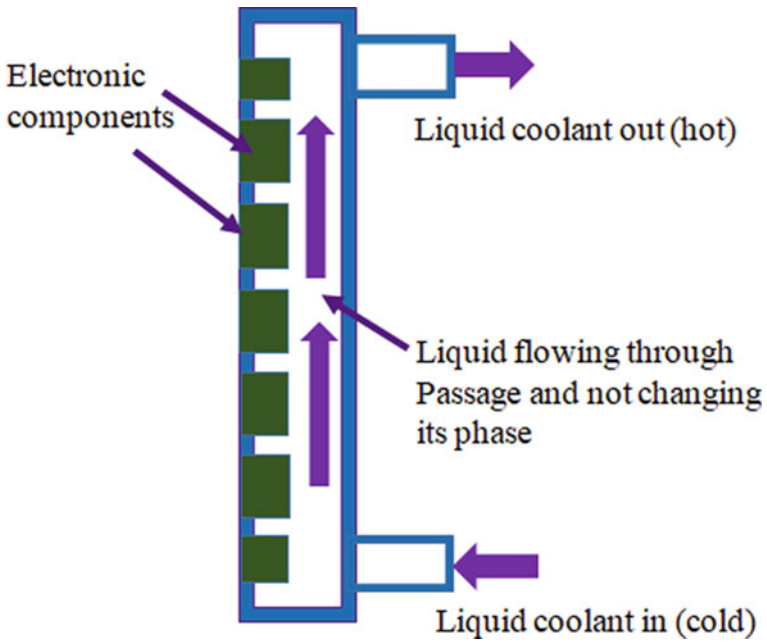 Electronic
components
Liquid coolant out (hot)
Liquid flowing through
Passage and not changing
its phase
Liquid coolant in (cold)